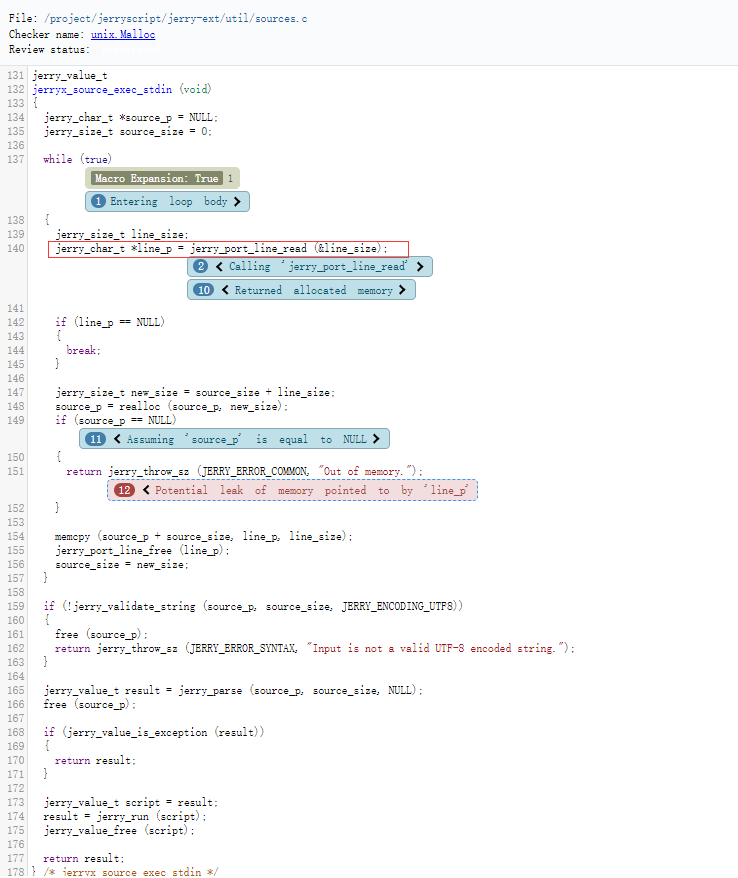 File: /project/jerryscript/jerry-ext/util/sources.c
Checker name: unix.Malloc
Review status:
131 jerry_value_t
132 jerryx_source_exec_stdin (void)
133 {
134   jerry_char_t *source_p = NULL;
135   jerry_size_t source_size = 0;
136
137   while (true)
Macro Expansion: True 1
1 Entering loop body >
138   {
139     jerry_size_t line_size;
140     jerry_char_t *line_p = jerry_port_line_read (&line_size);
2 < Calling 'jerry_port_line_read' >
10 < Returned allocated memory >
141
142     if (line_p == NULL)
143     {
144       break;
145     }
146
147     jerry_size_t new_size = source_size + line_size;
148     source_p = realloc (source_p, new_size);
149     if (source_p == NULL)
11 < Assuming 'source_p' is equal to NULL >
150     {
151       return jerry_throw_sz (JERRY_ERROR_COMMON, "Out of memory.");
12 < Potential leak of memory pointed to by 'line_p'
152     }
153
154     memcpy (source_p + source_size, line_p, line_size);
155     jerry_port_line_free (line_p);
156     source_size = new_size;
157   }
158
159   if (!jerry_validate_string (source_p, source_size, JERRY_ENCODING_UTF8))
160   {
161     free (source_p);
162     return jerry_throw_sz (JERRY_ERROR_SYNTAX, "Input is not a valid UTF-8 encoded string.");
163   }
164
165   jerry_value_t result = jerry_parse (source_p, source_size, NULL);
166   free (source_p);
167
168   if (jerry_value_is_exception (result))
169   {
170     return result;
171   }
172
173   jerry_value_t script = result;
174   result = jerry_run (script);
175   jerry_value_free (script);
176
177   return result;
178 } /* jerryx_source_exec_stdin */